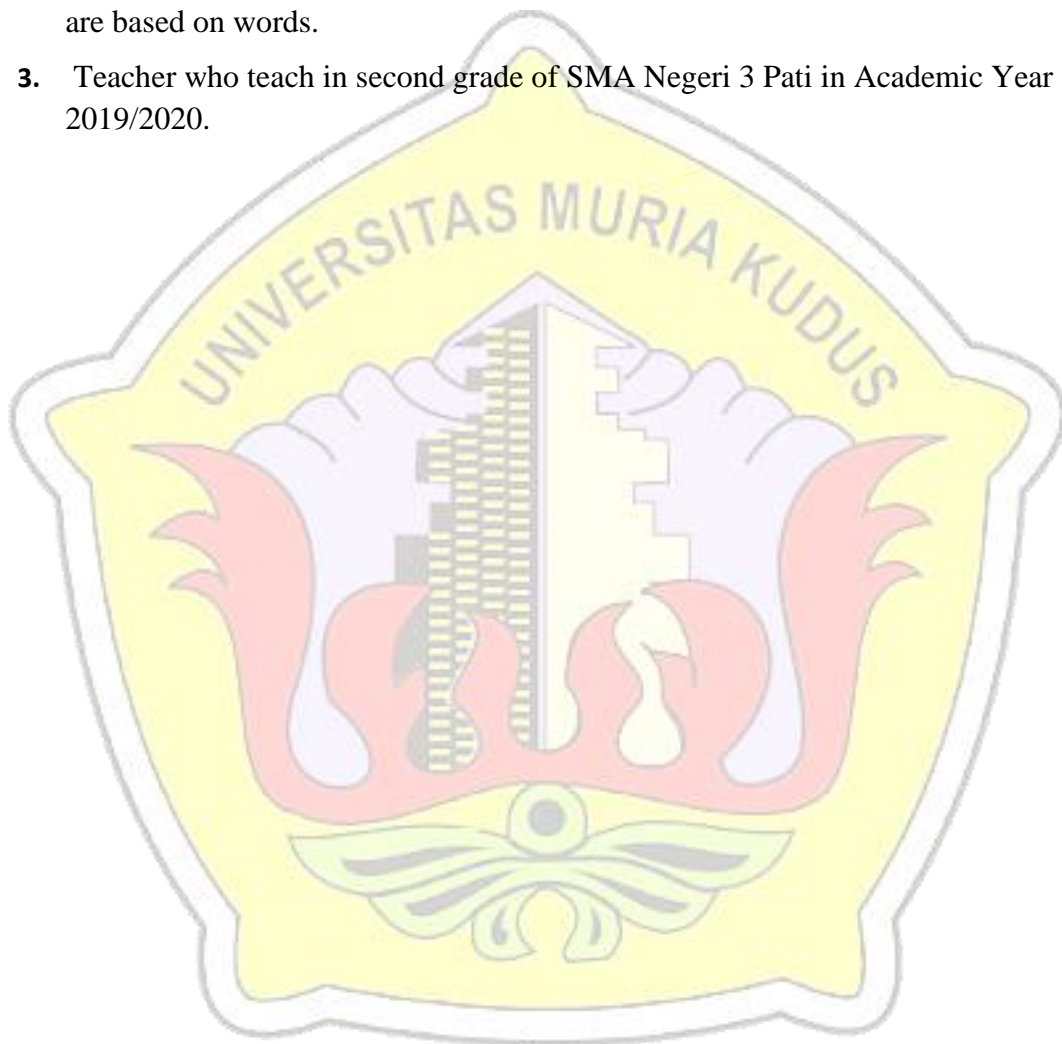 are based on words.
3. Teacher who teach in second grade of SMA Negeri 3 Pati in Academic Year
2019/2020.
UNIVERSITAS MURIA KUDUS